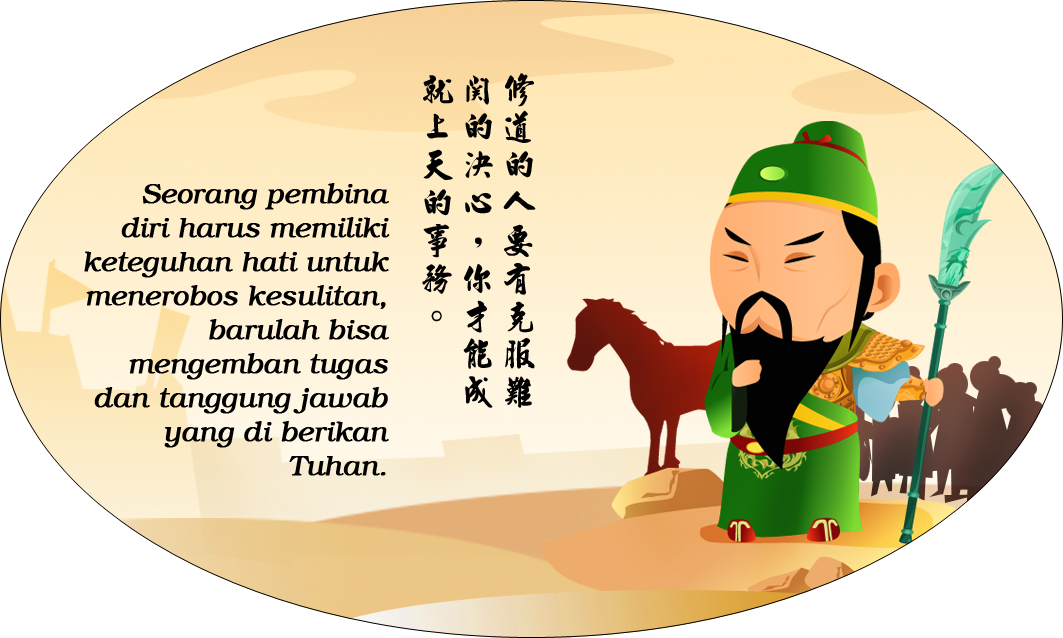 修道的人要有克服難
関的決心，你才能成
就上天的事務。
Seorang pembina
diri harus memiliki
keteguhan hati untuk
menerobos kesulitan,
barulah bisa
mengemban tugas
dan tanggung jawab
yang di berikan
Tuhan.